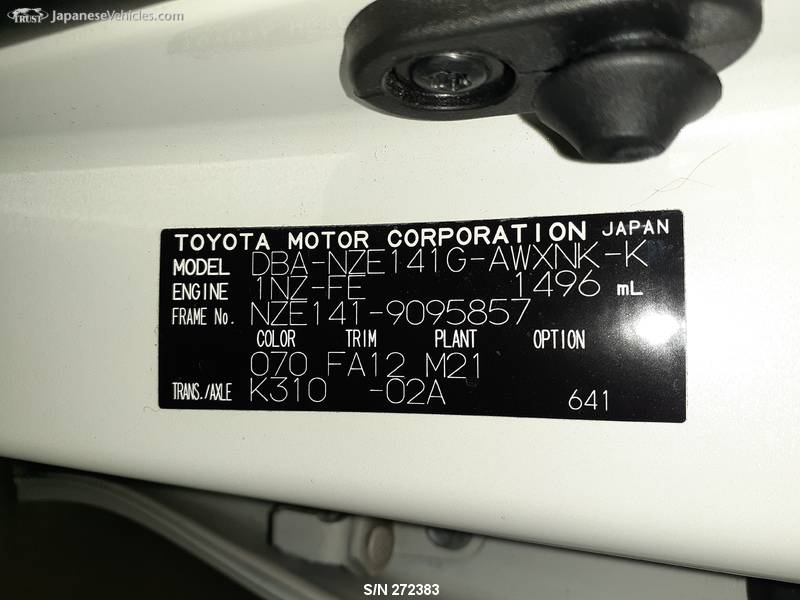 TRUST JapaneseVehicles.com
TOYOTA MOTOR CORPORATION JAPAN
MODEL DBA-NZE141G-AWXNK-K
ENGINE 1NZ-FE 1496 mL
FRAME No. NZE141-9095857
COLOR TRIM PLANT OPTION
070 FA12 M21
TRANS./AXLE K310 -02A 641
S/N 272383